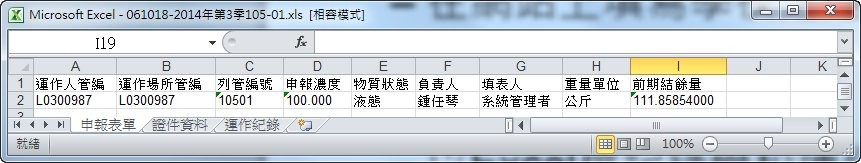 Microsoft Excel - 061018-2014年第3季105-01.xls [相容模式]
I19 fx
A B C D E F G H I J K
1 運作人管編 運作場所管編 列管編號 申報濃度 物質狀態 負責人 填表人 重量單位 前期結餘量
2 L0300987 L0300987 10501 100.000 液態 鍾任琴 系統管理者 公斤 111.85854000
申報表單 證件資料 運作紀錄
就緒 100%